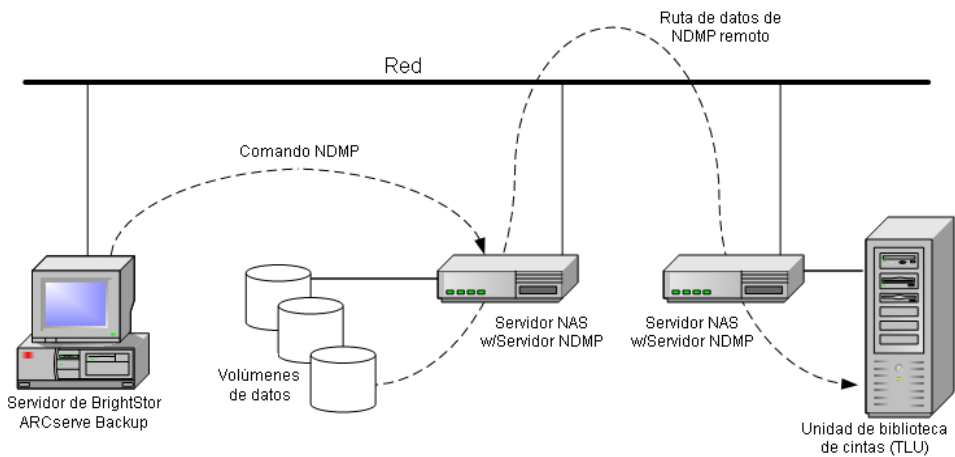 Ruta de datos de
NDMP remoto
Red
Comando NDMP
Servidor NAS
w/Servidor NDMP
Servidor NAS
w/Servidor NDMP
Volúmenes
de datos
Servidor de BrightStor
ARCserve Backup
Unidad de biblioteca
de cintas (TLU)